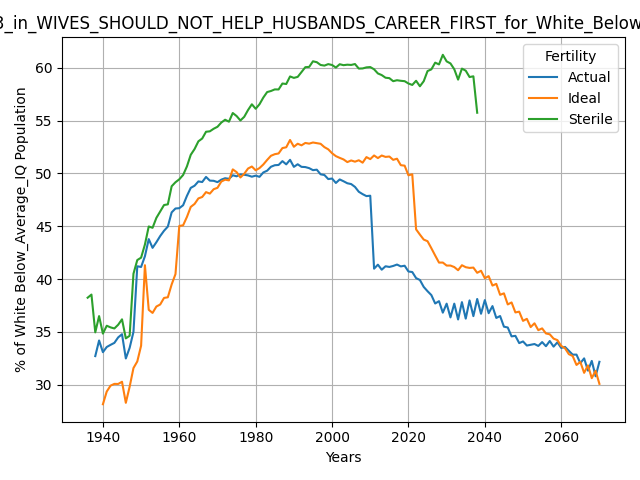 3_in_WIVES_SHOULD_NOT_HELP_HUSBANDS_CAREER_FIRST_for_White_Below
Fertility
Actual
Ideal
Sterile
% of White Below_Average_IQ Population
60
55
50
45
40
35
30
1940
1960
1980
2000
2020
2040
2060
Years